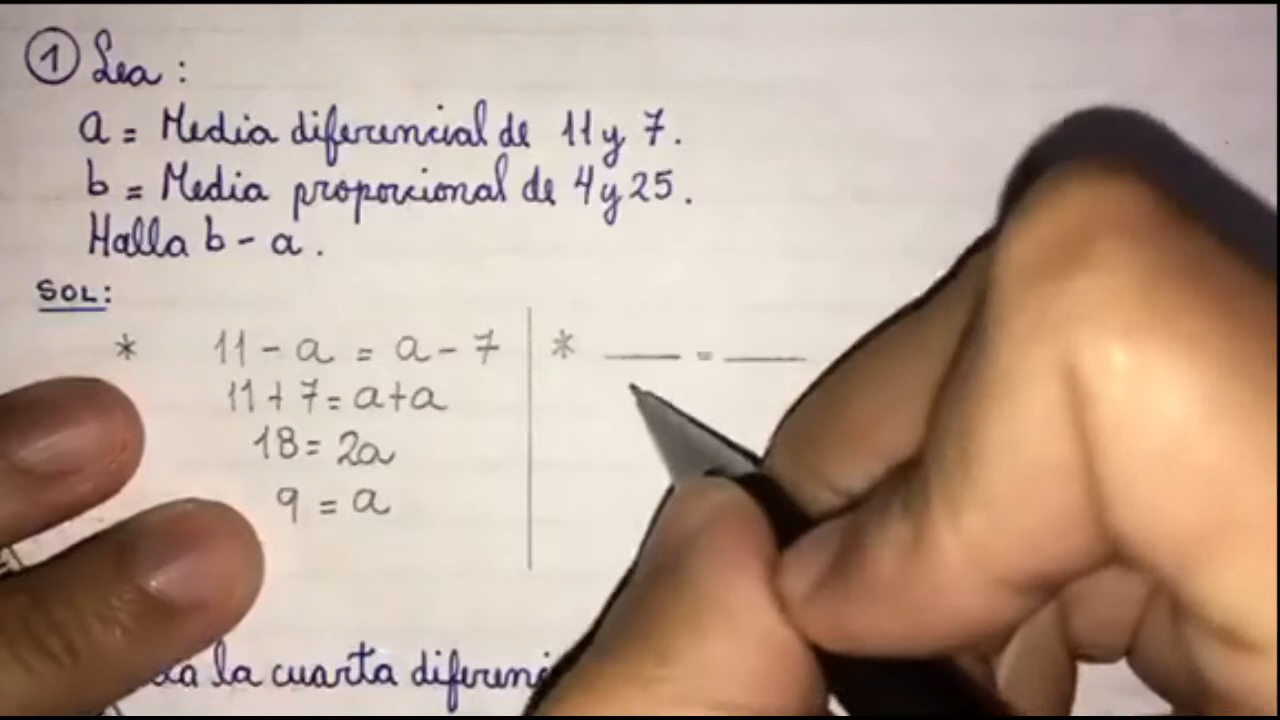 1 Sea :
a = Media diferencial de 11 y 7.
b = Media proporcional de 4 y 25.
Halla b - a .
SOL:
* 11 - a = a - 7
11 + 7 = a + a
18 = 2a
9 = a
* — = —
la cuarta